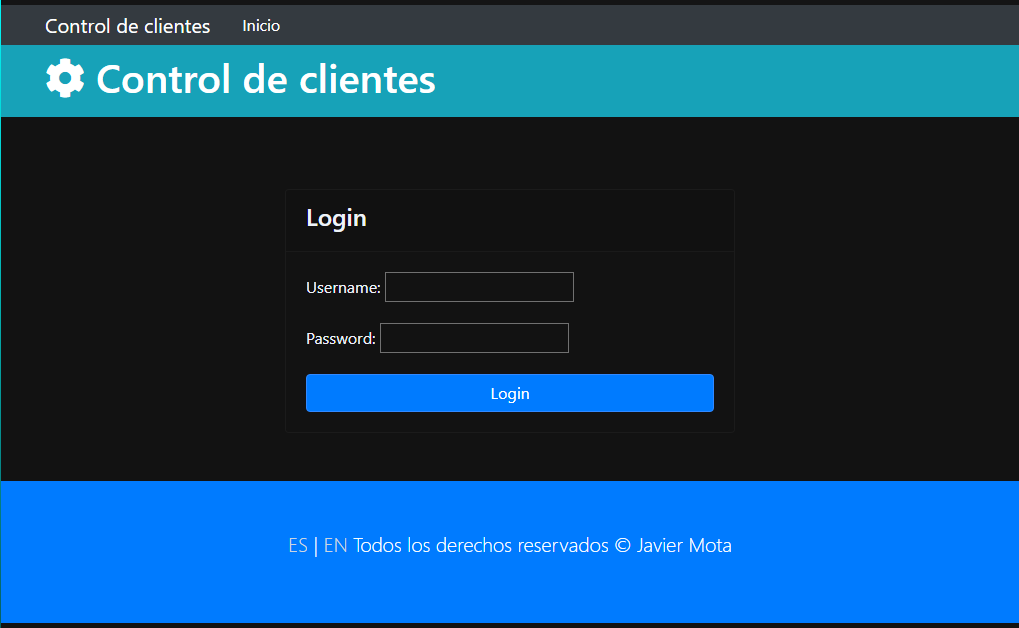 Control de clientes Inicio
Control de clientes
Login
Username:
Password:
Login
ES | EN Todos los derechos reservados © Javier Mota